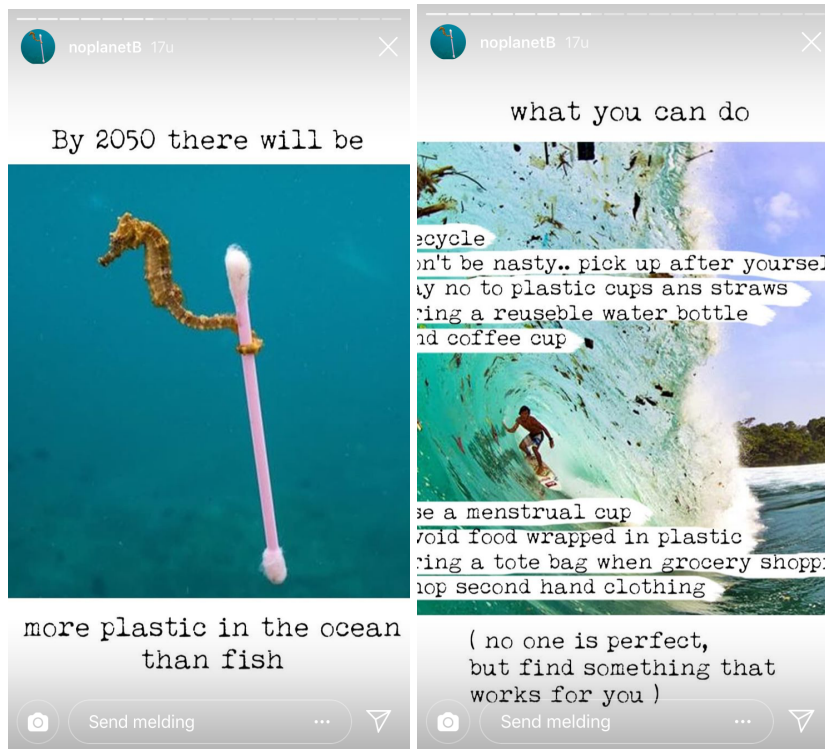 noplanetB 17u
By 2050 there will be
more plastic in the ocean
than fish
Send melding
noplanetB 17u
what you can do
ecycle
on't be nasty.. pick up after yoursel
ay no to plastic cups ans straws
ring a reuseble water bottle
nd coffee cup
se a menstrual cup
void food wrapped in plastic
ring a tote bag when grocery shoppi
hop second hand clothing
( no one is perfect,
but find something that
works for you )
Send melding